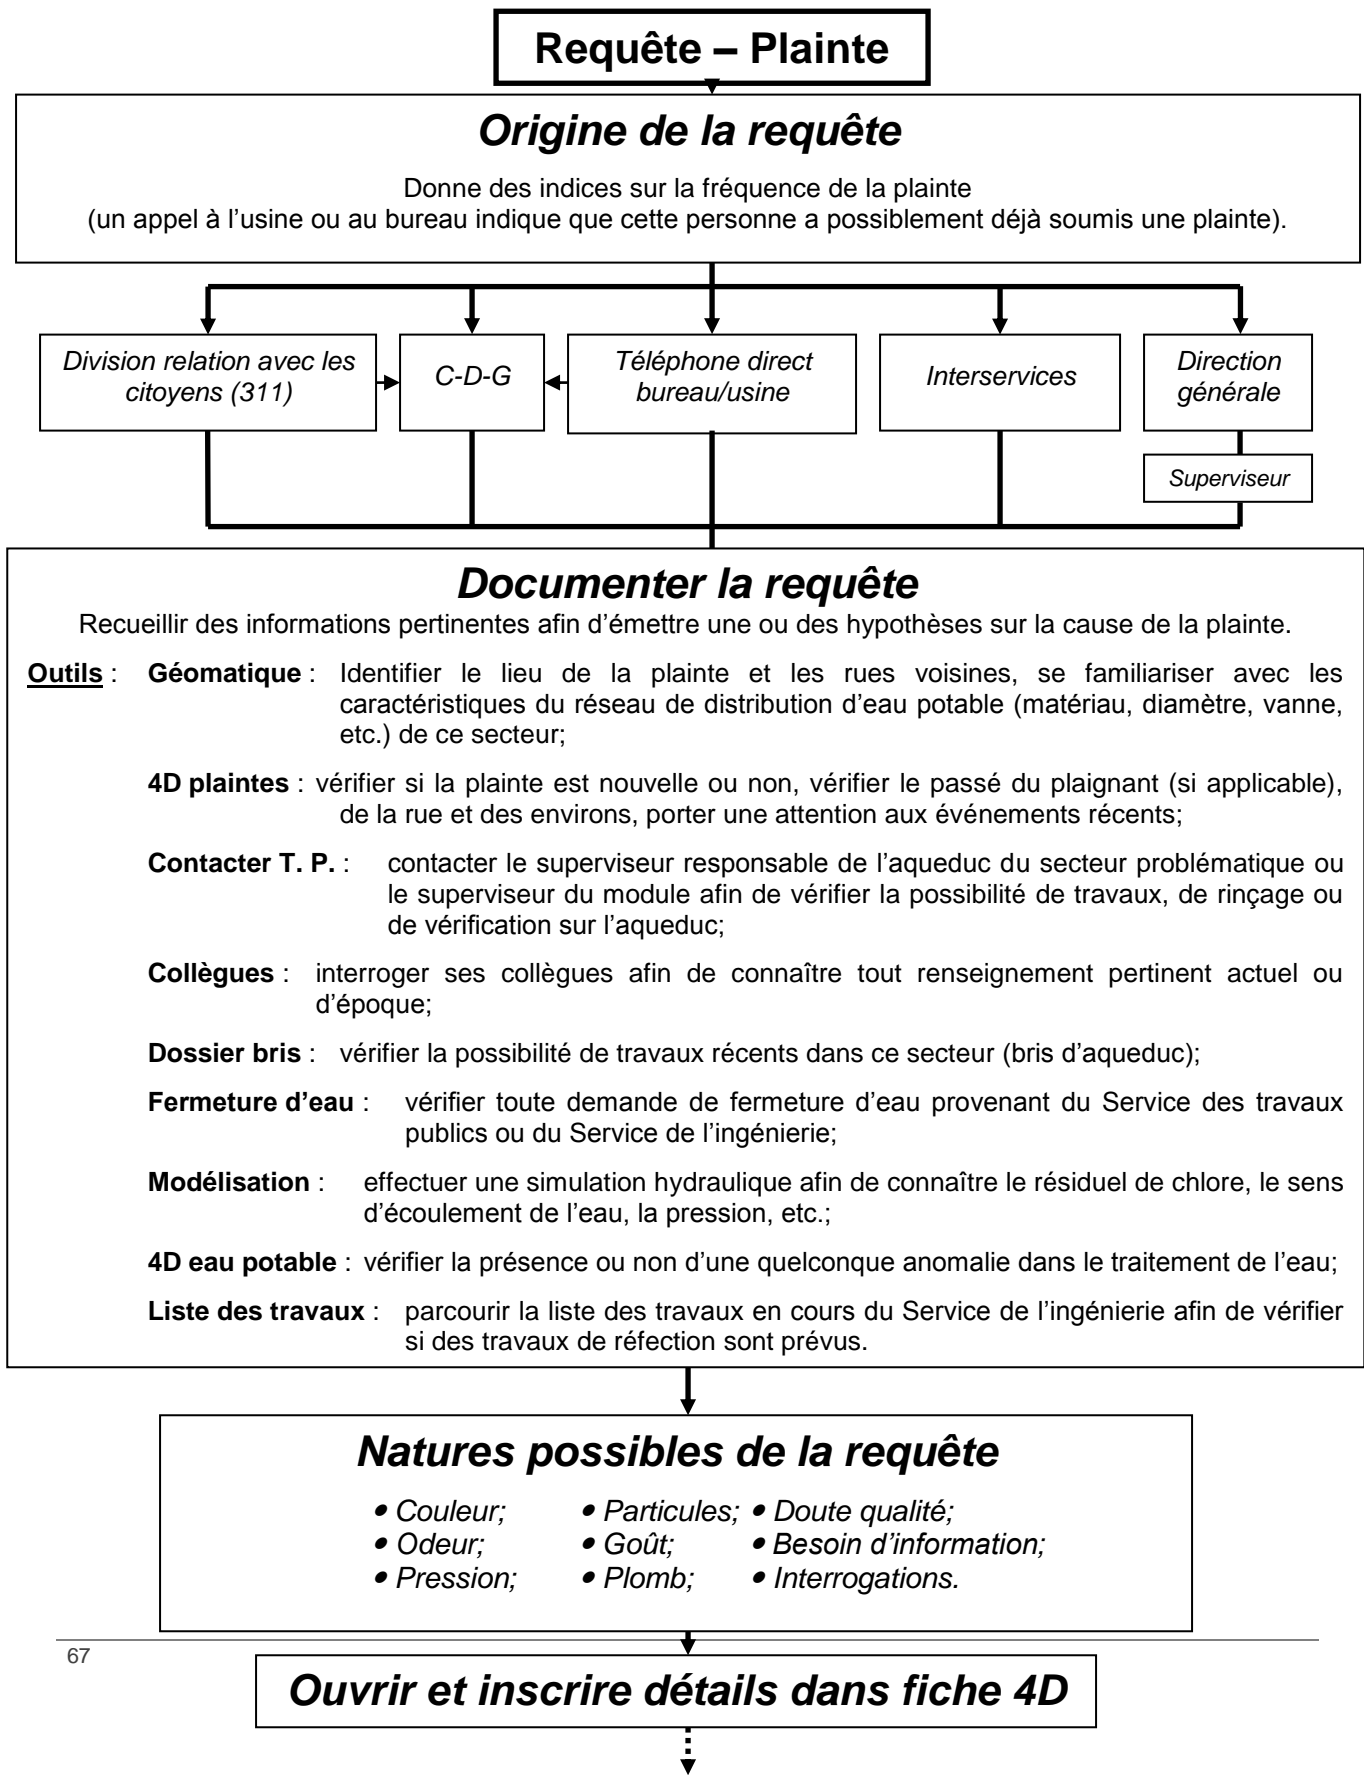 Requête – Plainte
Origine de la requête
Donne des indices sur la fréquence de la plainte
(un appel à l’usine ou au bureau indique que cette personne a possiblement déjà soumis une plainte).
Division relation avec les
citoyens (311)
C-D-G
Téléphone direct
bureau/usine
Interservices
Direction
générale
Superviseur
Documenter la requête
Recueillir des informations pertinentes afin d’émettre une ou des hypothèses sur la cause de la plainte.
Outils : Géomatique : Identifier le lieu de la plainte et les rues voisines, se familiariser avec les
caractéristiques du réseau de distribution d’eau potable (matériau, diamètre, vanne,
etc.) de ce secteur;
4D plaintes : vérifier si la plainte est nouvelle ou non, vérifier le passé du plaignant (si applicable),
de la rue et des environs, porter une attention aux événements récents;
Contacter T. P. : contacter le superviseur responsable de l’aqueduc du secteur problématique ou
le superviseur du module afin de vérifier la possibilité de travaux, de rinçage ou
de vérification sur l’aqueduc;
Collègues : interroger ses collègues afin de connaître tout renseignement pertinent actuel ou
d’époque;
Dossier bris : vérifier la possibilité de travaux récents dans ce secteur (bris d’aqueduc);
Fermeture d’eau : vérifier toute demande de fermeture d’eau provenant du Service des travaux
publics ou du Service de l’ingénierie;
Modélisation : effectuer une simulation hydraulique afin de connaître le résiduel de chlore, le sens
d’écoulement de l’eau, la pression, etc.;
4D eau potable : vérifier la présence ou non d’une quelconque anomalie dans le traitement de l’eau;
Liste des travaux : parcourir la liste des travaux en cours du Service de l’ingénierie afin de vérifier
si des travaux de réfection sont prévus.
Natures possibles de la requête
• Couleur; • Particules; • Doute qualité;
• Odeur; • Goût; • Besoin d’information;
• Pression; • Plomb; • Interrogations.
67
Ouvrir et inscrire détails dans fiche 4D